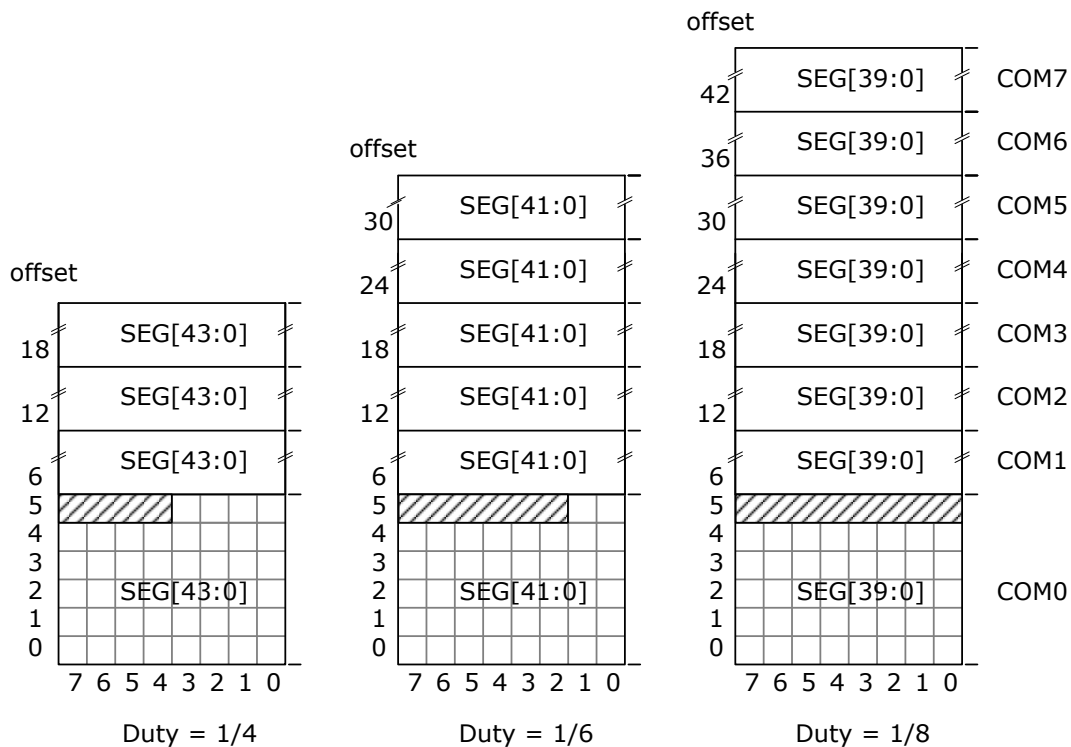 offset
42 SEG[39:0] COM7
36 SEG[39:0] COM6
offset
30 SEG[41:0] 30 SEG[39:0] COM5
24 SEG[41:0] 24 SEG[39:0] COM4
offset
18 SEG[43:0] 18 SEG[41:0] 18 SEG[39:0] COM3
12 SEG[43:0] 12 SEG[41:0] 12 SEG[39:0] COM2
6 SEG[43:0] 6 SEG[41:0] 6 SEG[39:0] COM1
5 5 5
4 4 4
3 3 3
2 SEG[43:0] 2 SEG[41:0] 2 SEG[39:0] COM0
1 1 1
0 0 0
7 6 5 4 3 2 1 0 7 6 5 4 3 2 1 0 7 6 5 4 3 2 1 0
Duty = 1/4 Duty = 1/6 Duty = 1/8